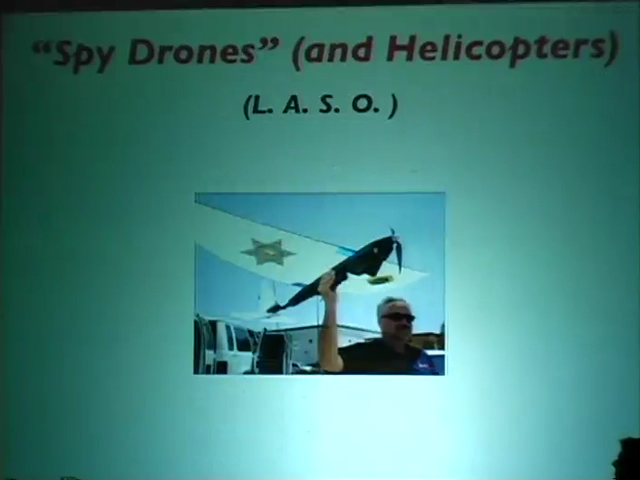 “Spy Drones” (and Helicopters)
(L. A. S. O. )